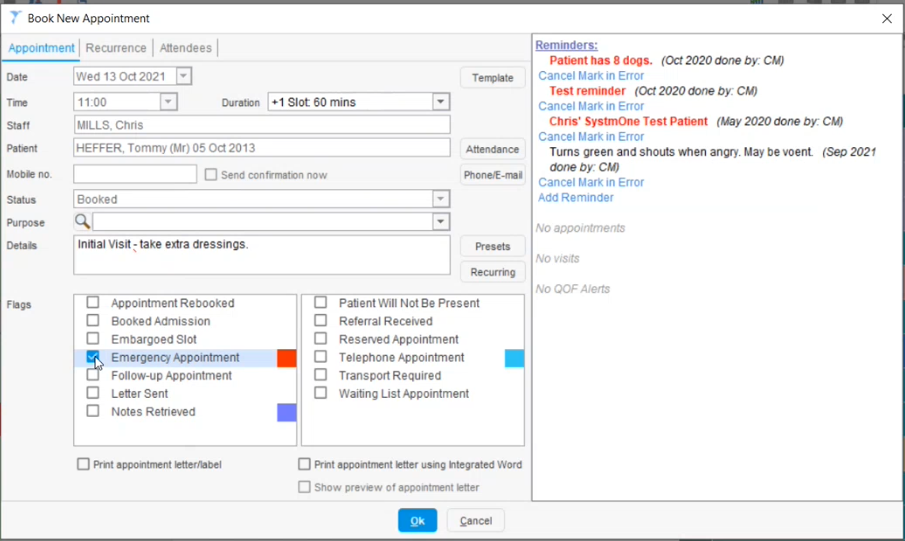 Book New Appointment
Appointment Recurrence Attendees
Date Wed 13 Oct 2021 Template
Time 11:00 Duration +1 Slot: 60 mins
Staff MILLS, Chris
Patient HEFFER, Tommy (Mr) 05 Oct 2013 Attendance
Mobile no. Send confirmation now Phone/E-mail
Status Booked
Purpose
Details Initial Visit - take extra dressings. Presets
Recurring
Flags
Appointment Rebooked
Booked Admission
Embargoed Slot
Emergency Appointment
Follow-up Appointment
Letter Sent
Notes Retrieved
Patient Will Not Be Present
Referral Received
Reserved Appointment
Telephone Appointment
Transport Required
Waiting List Appointment
Print appointment letter/label
Print appointment letter using Integrated Word
Show preview of appointment letter
Ok Cancel
Reminders:
Patient has 8 dogs. (Oct 2020 done by: CM)
Cancel Mark in Error
Test reminder (Oct 2020 done by: CM)
Cancel Mark in Error
Chris' SystmOne Test Patient (May 2020 done by: CM)
Cancel Mark in Error
Turns green and shouts when angry. May be voent. (Sep 2021
done by: CM)
Cancel Mark in Error
Add Reminder
No appointments
No visits
No QOF Alerts